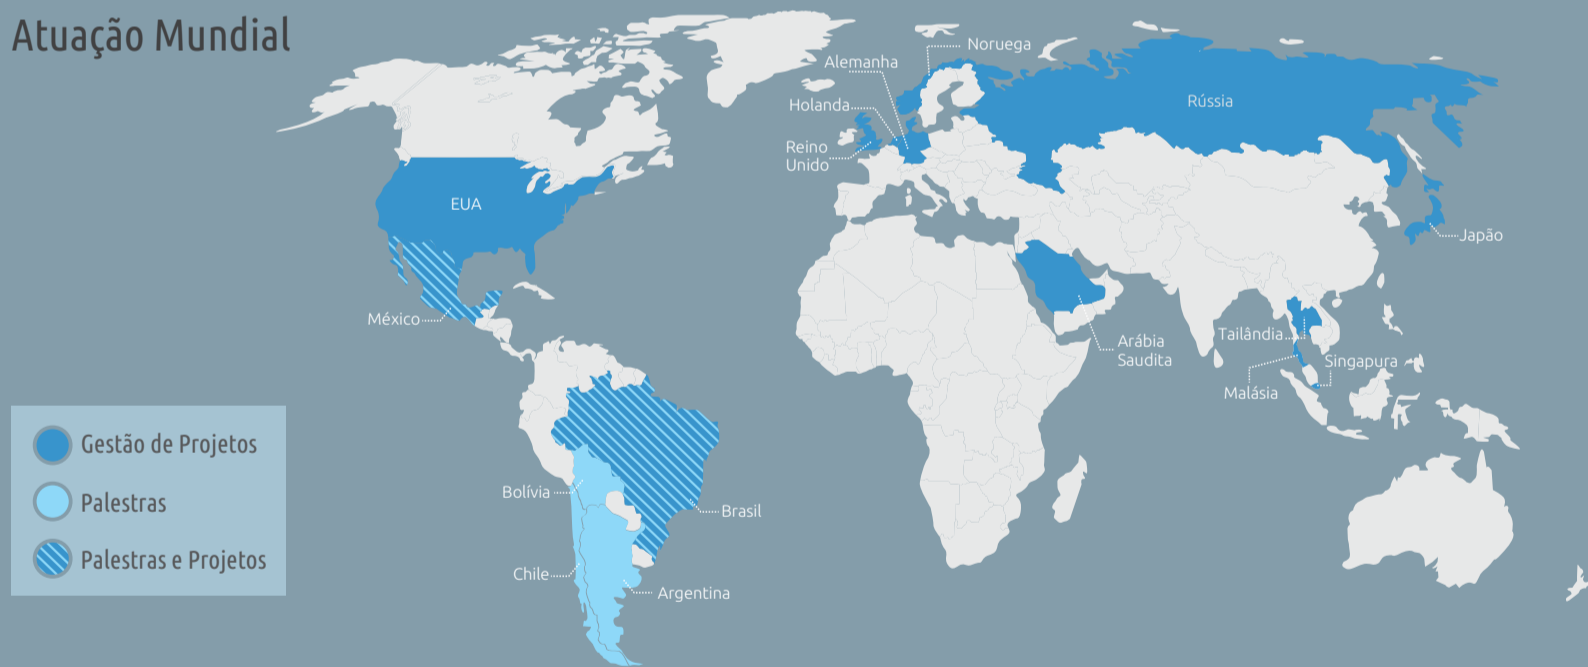 Atuação Mundial
Noruega
Alemanha
Holanda
Reino
Unido
Rússia
EUA
Japão
México
Arábia
Saudita
Tailândia
Singapura
Malásia
Gestão de Projetos
Palestras
Palestras e Projetos
Bolívia
Brasil
Chile
Argentina